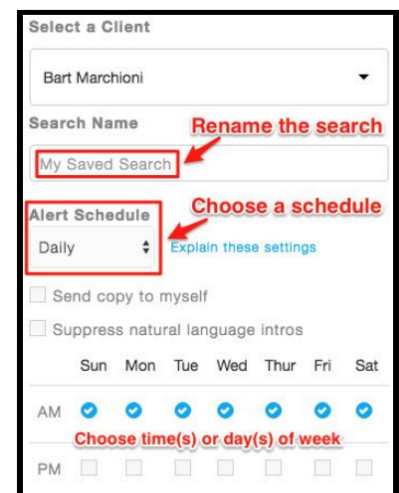 Select a Client
Bart Marchioni
Search Name
Rename the search
My Saved Search
Alert Schedule
Choose a schedule
Daily
Explain these settings
Send copy to myself
Suppress natural language intros
Sun Mon Tue Wed Thur Fri Sat
AM
Choose time(s) or day(s) of week
PM